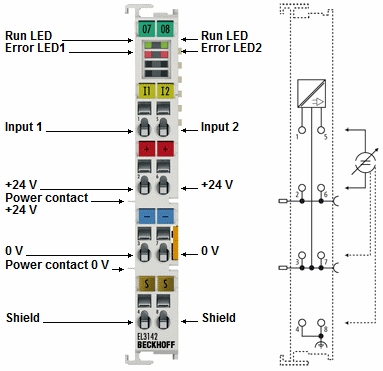 Run LED
Error LED1
Run LED
Error LED2
07 08
I1 I2
Input 1
Input 2
+ +
+24 V
+24 V
Power contact
+24 V
- -
0 V
0 V
Power contact 0 V
S S
Shield
Shield
EL3142
BECKHOFF
1 5
2 6
3 7
4 8